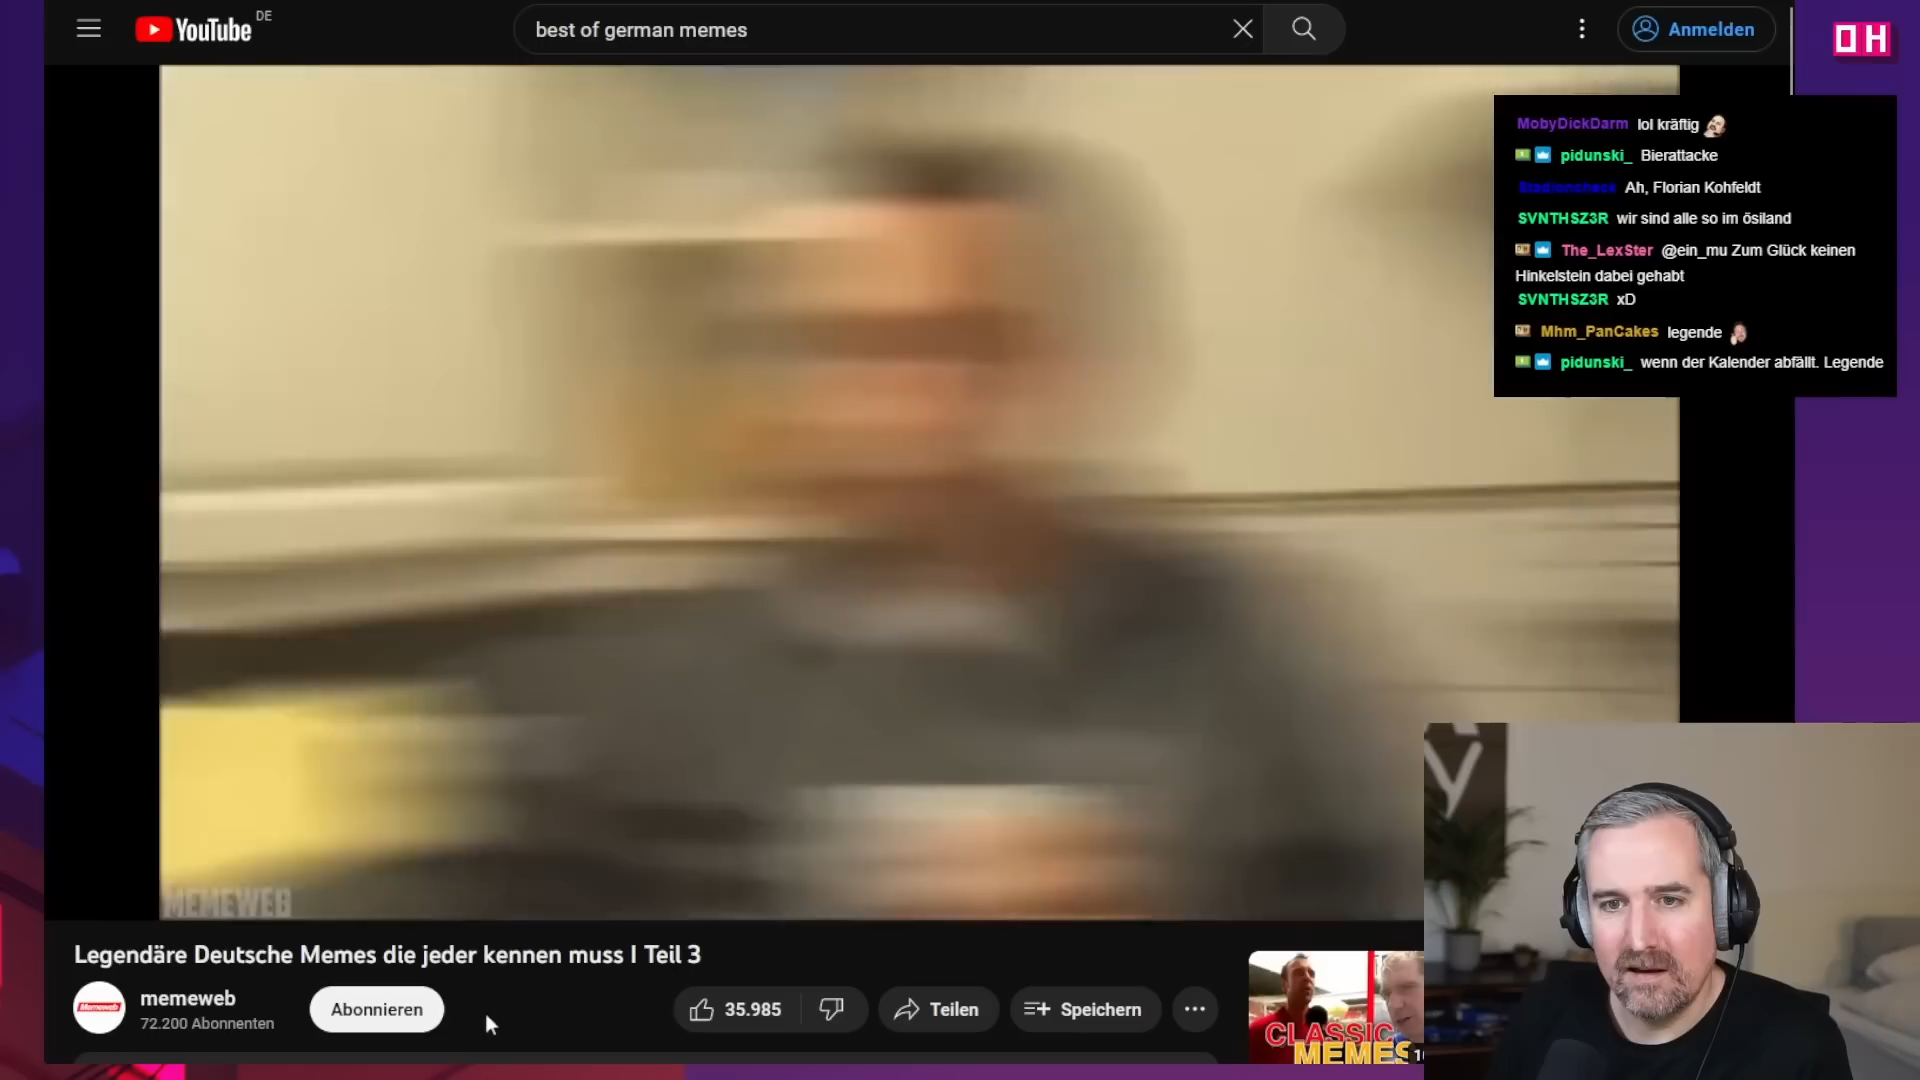 YouTube DE
best of german memes
Anmelden
OH
MobyDickDarm lol kräftig
pidunski_ Bierattacke
Stadioncheck Ah, Florian Kohfeldt
SVNTHSZ3R wir sind alle so im ösiland
The_LexSter @ein_mu Zum Glück keinen
Hinkelstein dabei gehabt
SVNTHSZ3R xD
Mhm_PanCakes legende
pidunski_ wenn der Kalender abfällt. Legende
MEMEWEB
Legendäre Deutsche Memes die jeder kennen muss I Teil 3
Memeweb
memeweb
72.200 Abonnenten
Abonnieren
35.985
Teilen
Speichern
CLASSIC
MEMES